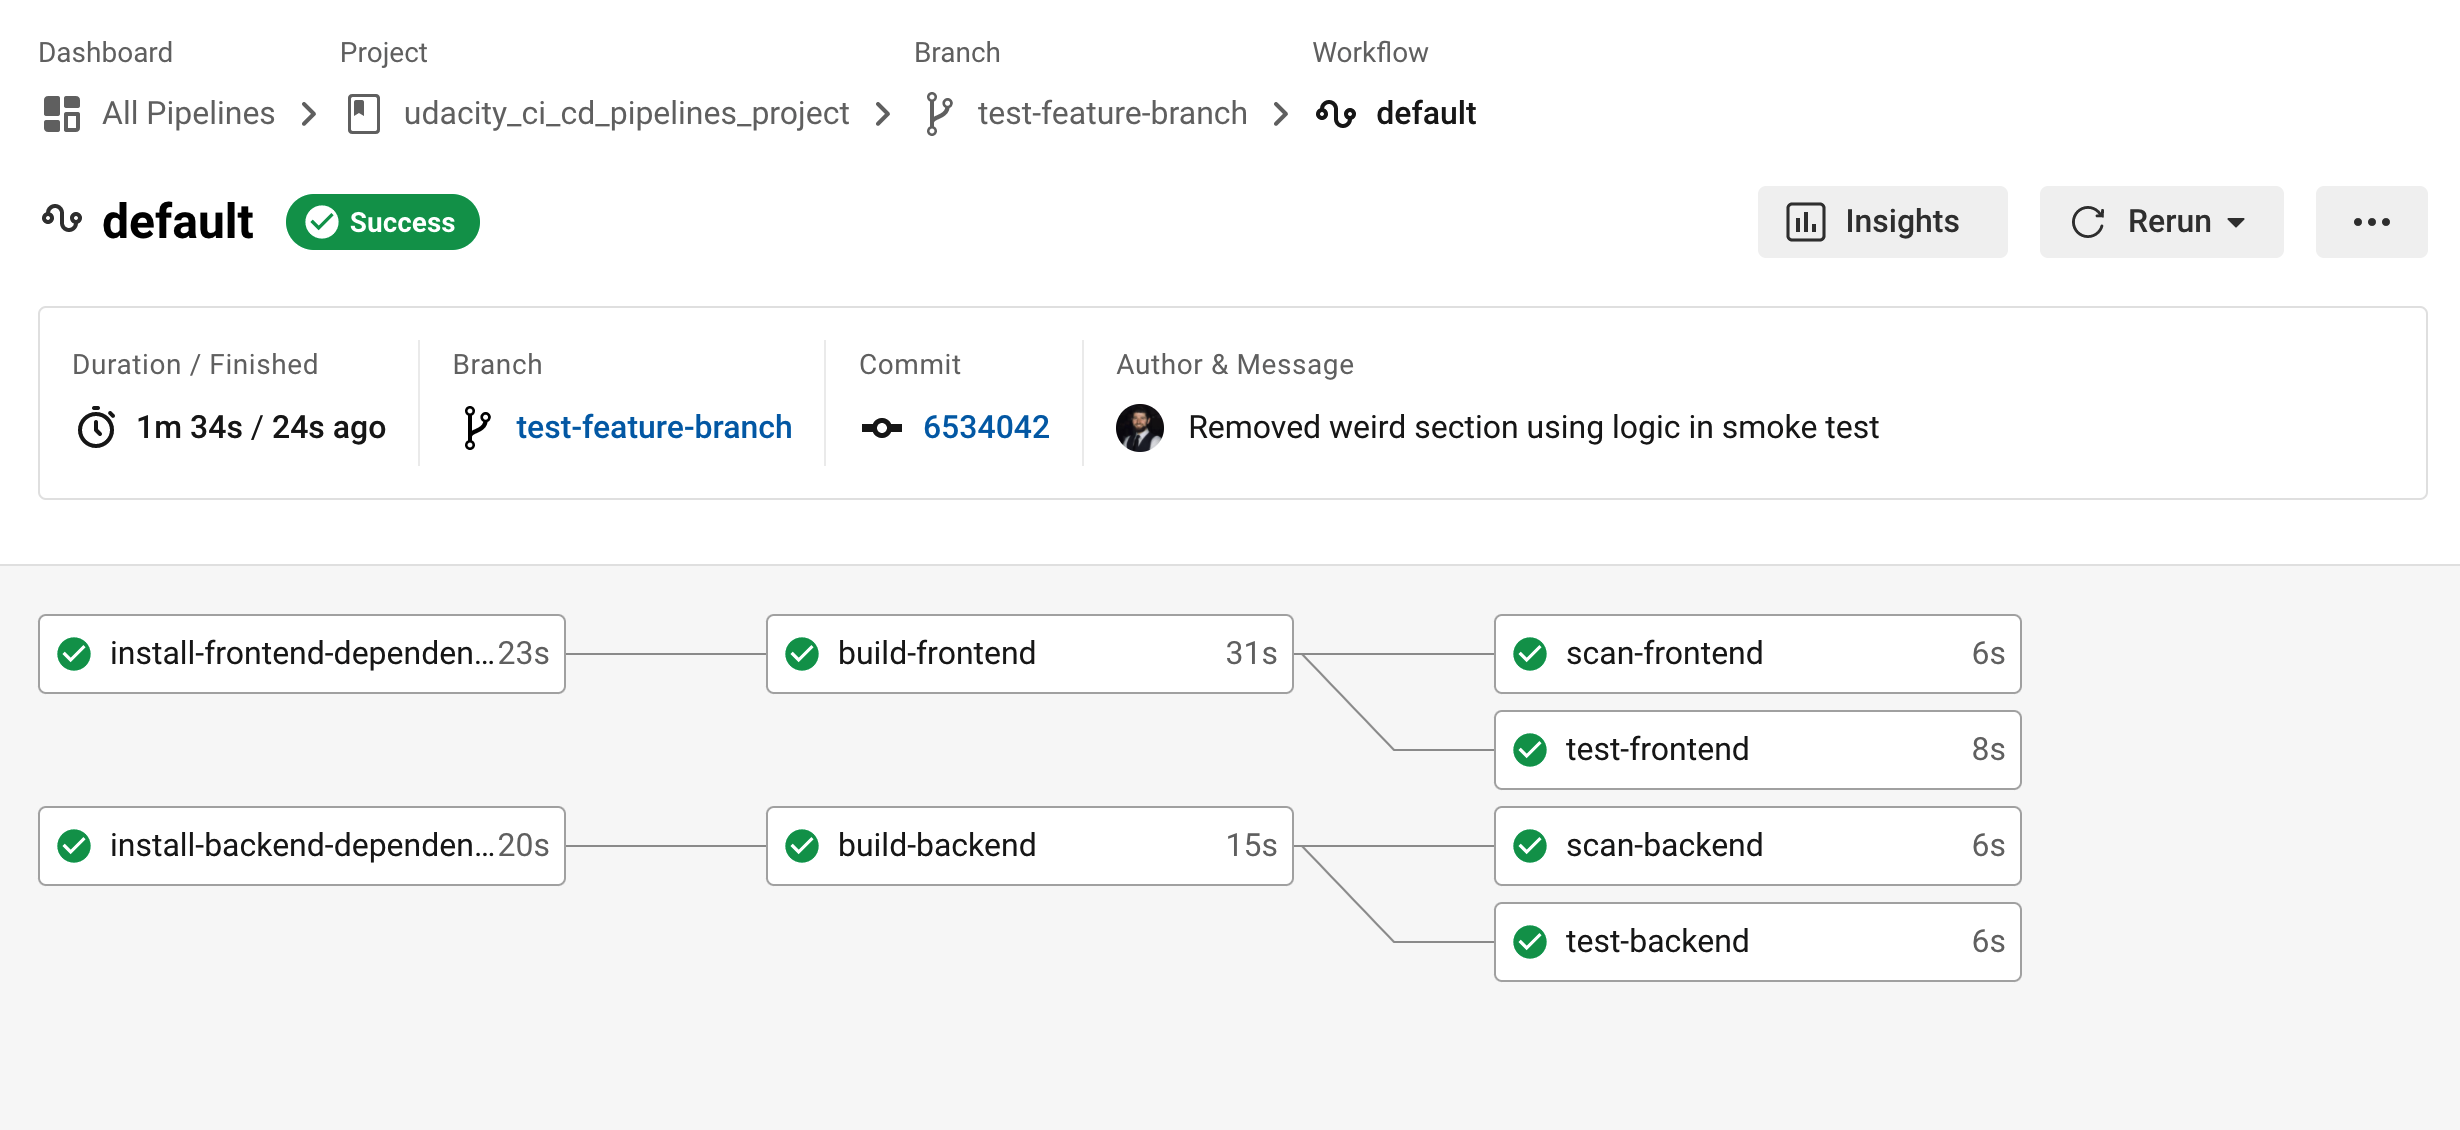 Dashboard Project Branch Workflow
All Pipelines udacity_ci_cd_pipelines_project test-feature-branch default
default Success Insights Rerun
Duration / Finished Branch Commit Author & Message
1m 34s / 24s ago test-feature-branch 6534042 Removed weird section using logic in smoke test
install-frontend-dependen... 23s build-frontend 31s scan-frontend 6s
test-frontend 8s
install-backend-dependen... 20s build-backend 15s scan-backend 6s
test-backend 6s